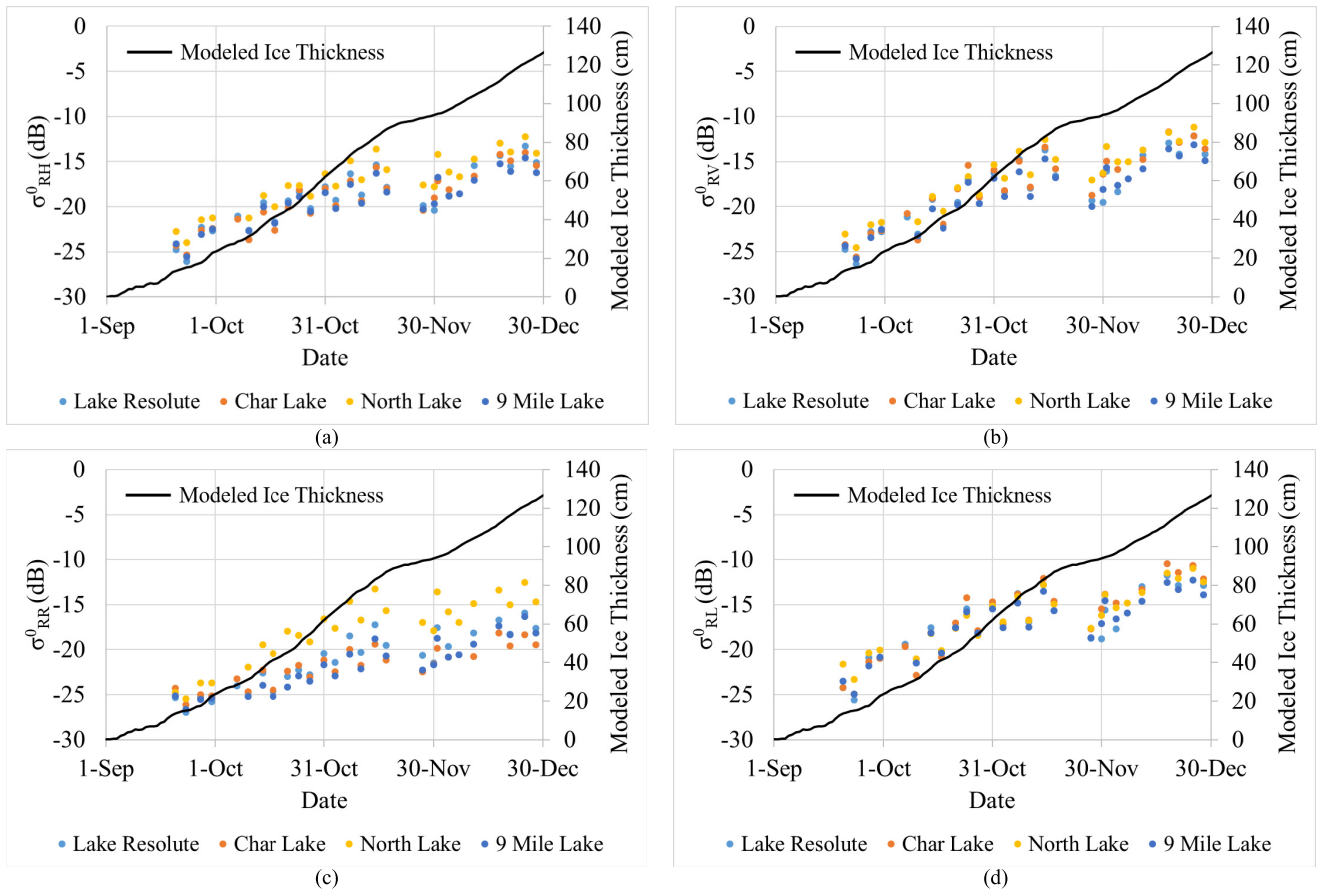 0
-5
-10
-15
-20
-25
-30
σ⁰RH (dB)
Modeled Ice Thickness
140
120
100
80
60
40
20
0
Modeled Ice Thickness (cm)
1-Sep 1-Oct 31-Oct 30-Nov 30-Dec
Date
Lake Resolute Char Lake North Lake 9 Mile Lake
(a)
0
-5
-10
-15
-20
-25
-30
σ⁰RV (dB)
Modeled Ice Thickness
140
120
100
80
60
40
20
0
Modeled Ice Thickness (cm)
1-Sep 1-Oct 31-Oct 30-Nov 30-Dec
Date
Lake Resolute Char Lake North Lake 9 Mile Lake
(b)
0
-5
-10
-15
-20
-25
-30
σ⁰RR (dB)
Modeled Ice Thickness
140
120
100
80
60
40
20
0
Modeled Ice Thickness (cm)
1-Sep 1-Oct 31-Oct 30-Nov 30-Dec
Date
Lake Resolute Char Lake North Lake 9 Mile Lake
(c)
0
-5
-10
-15
-20
-25
-30
σ⁰RL (dB)
Modeled Ice Thickness
140
120
100
80
60
40
20
0
Modeled Ice Thickness (cm)
1-Sep 1-Oct 31-Oct 30-Nov 30-Dec
Date
Lake Resolute Char Lake North Lake 9 Mile Lake
(d)